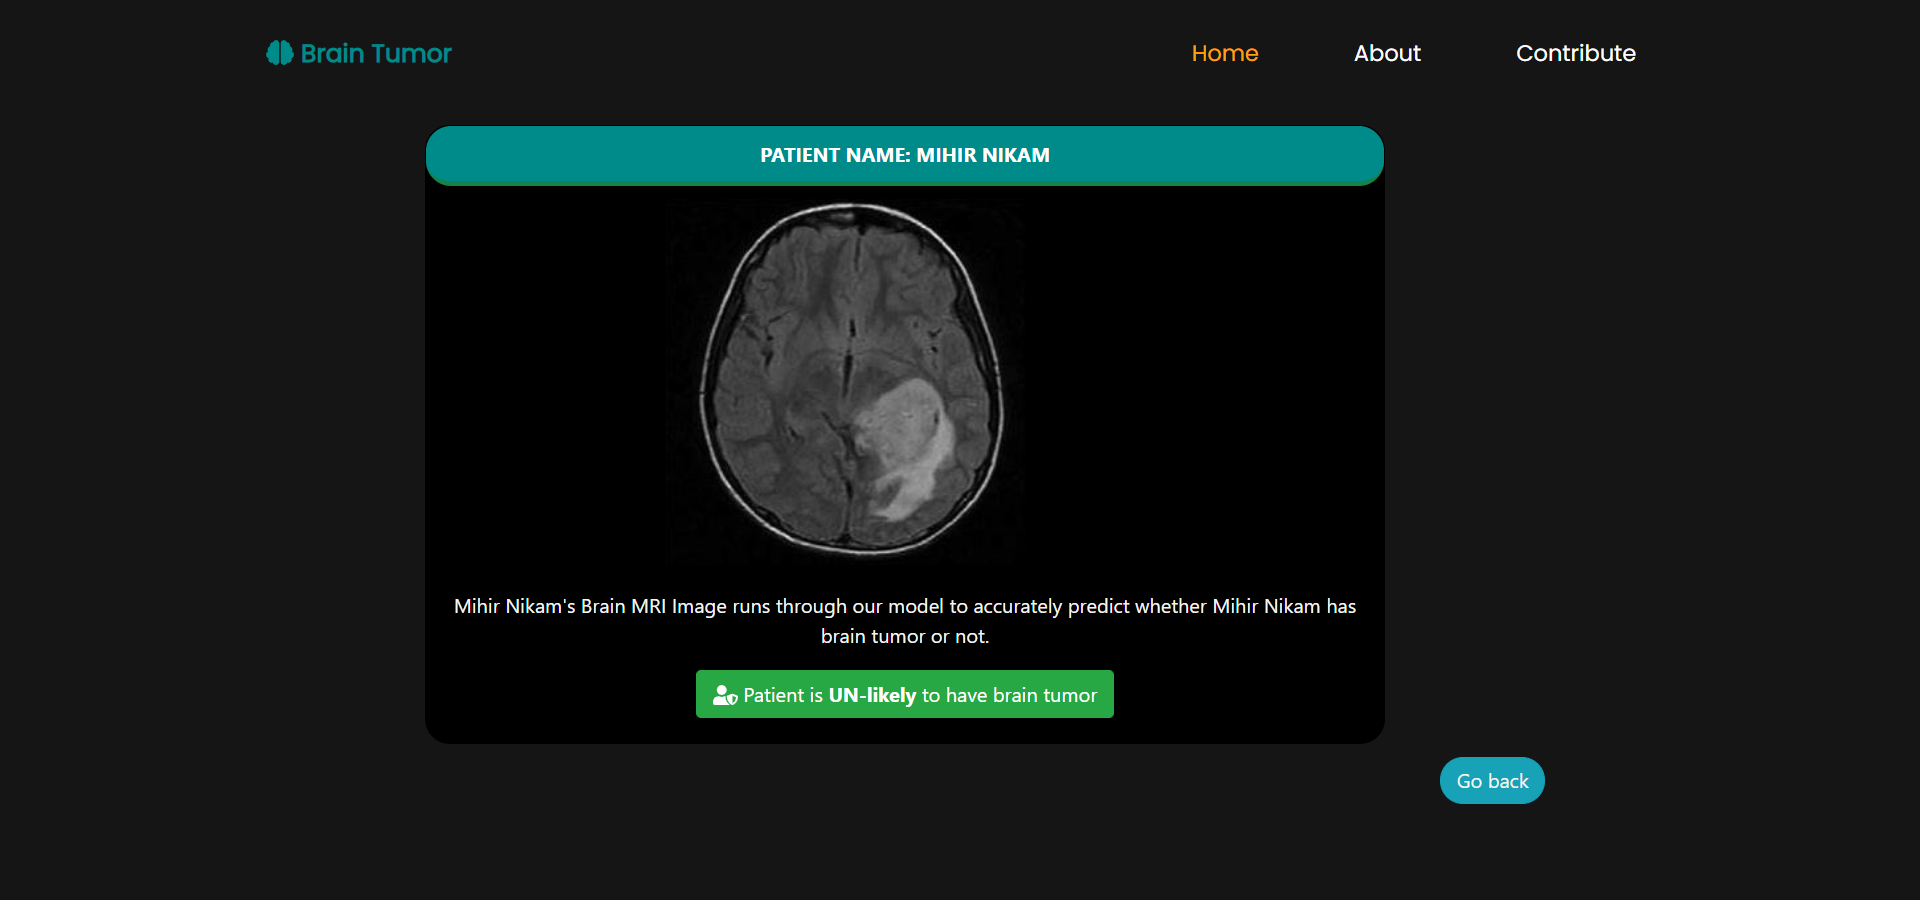 Brain Tumor
Home
About
Contribute
PATIENT NAME: MIHIR NIKAM
Mihir Nikam's Brain MRI Image runs through our model to accurately predict whether Mihir Nikam has
brain tumor or not.
Patient is UN-likely to have brain tumor
Go back